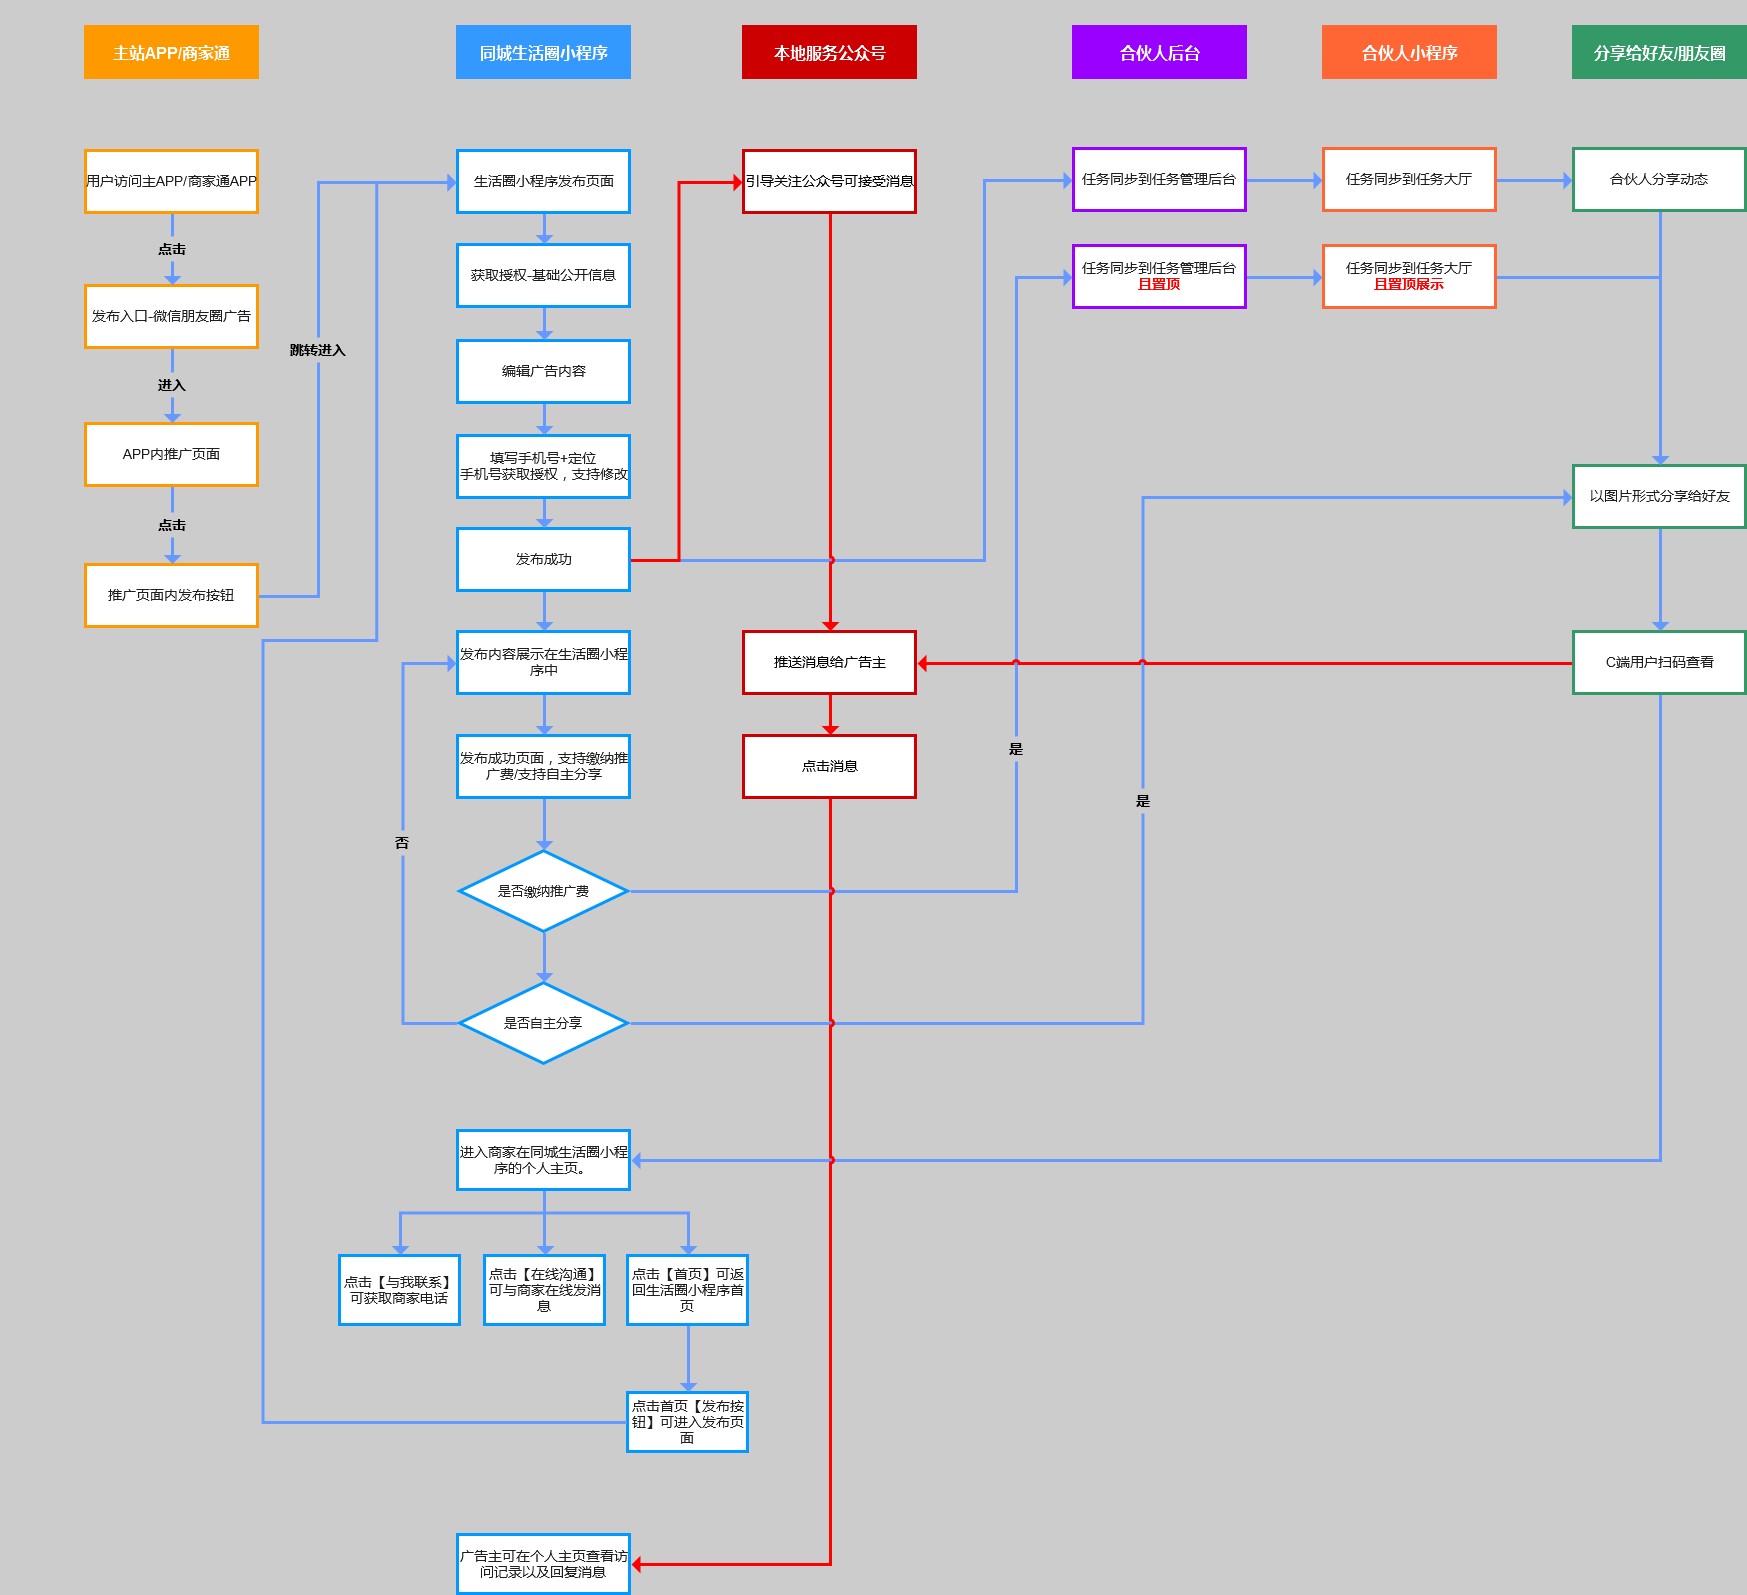 主站APP/商家通
同城生活圈小程序
本地服务公众号
合伙人后台
合伙人小程序
分享给好友/朋友圈
用户访问主APP/商家通APP
点击
发布入口-微信朋友圈广告
进入
APP内推广页面
点击
推广页面内发布按钮
跳转进入
生活圈小程序发布页面
获取授权-基础公开信息
编辑广告内容
填写手机号+定位
手机号获取授权，支持修改
发布成功
发布内容展示在生活圈小程
序中
发布成功页面，支持缴纳推
广费/支持自主分享
否
是否缴纳推广费
是否自主分享
进入商家在同城生活圈小程
序的个人主页。
点击【与我联系】
可获取商家电话
点击【在线沟通】
可与商家在线发消
息
点击【首页】可返
回生活圈小程序首
页
点击首页【发布按
钮】可进入发布页
面
广告主可在个人主页查看访
问记录以及回复消息
引导关注公众号可接受消息
推送消息给广告主
点击消息
任务同步到任务管理后台
任务同步到任务管理后台
且置顶
是
是
任务同步到任务大厅
任务同步到任务大厅
且置顶展示
合伙人分享动态
以图片形式分享给好友
C端用户扫码查看